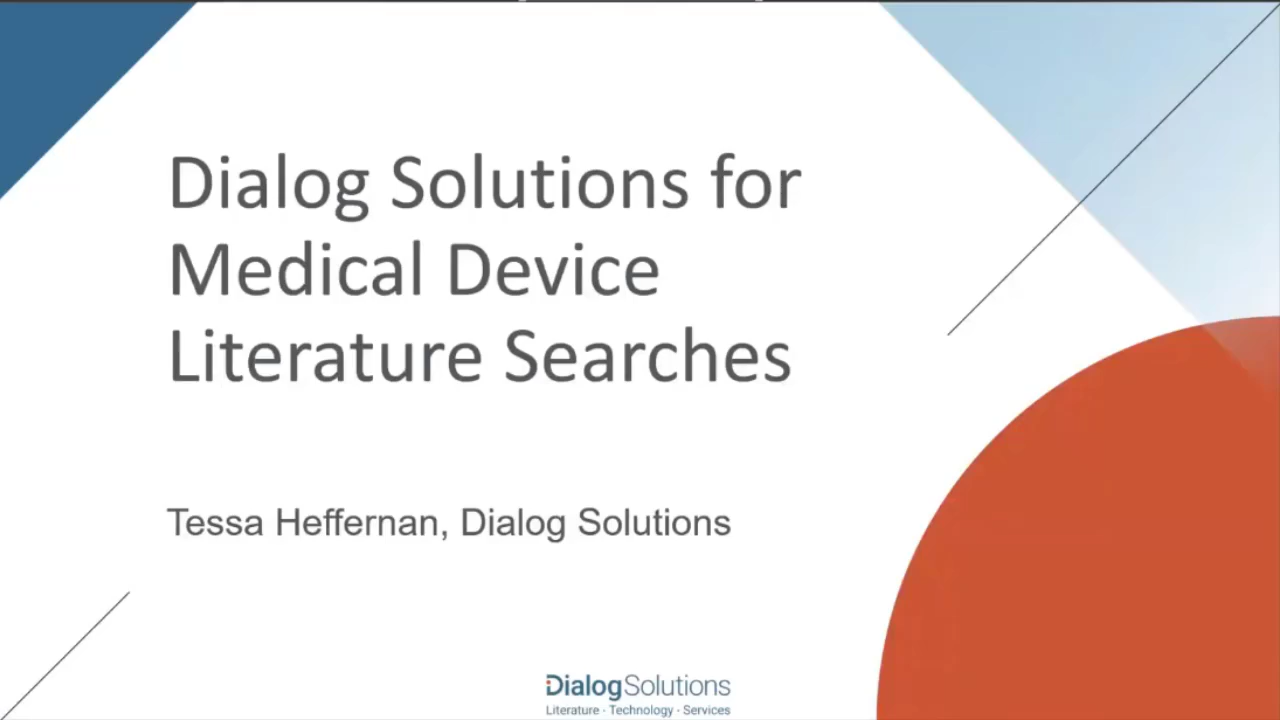 Dialog Solutions for
Medical Device
Literature Searches
Tessa Heffernan, Dialog Solutions
DialogSolutions
Literature · Technology · Services